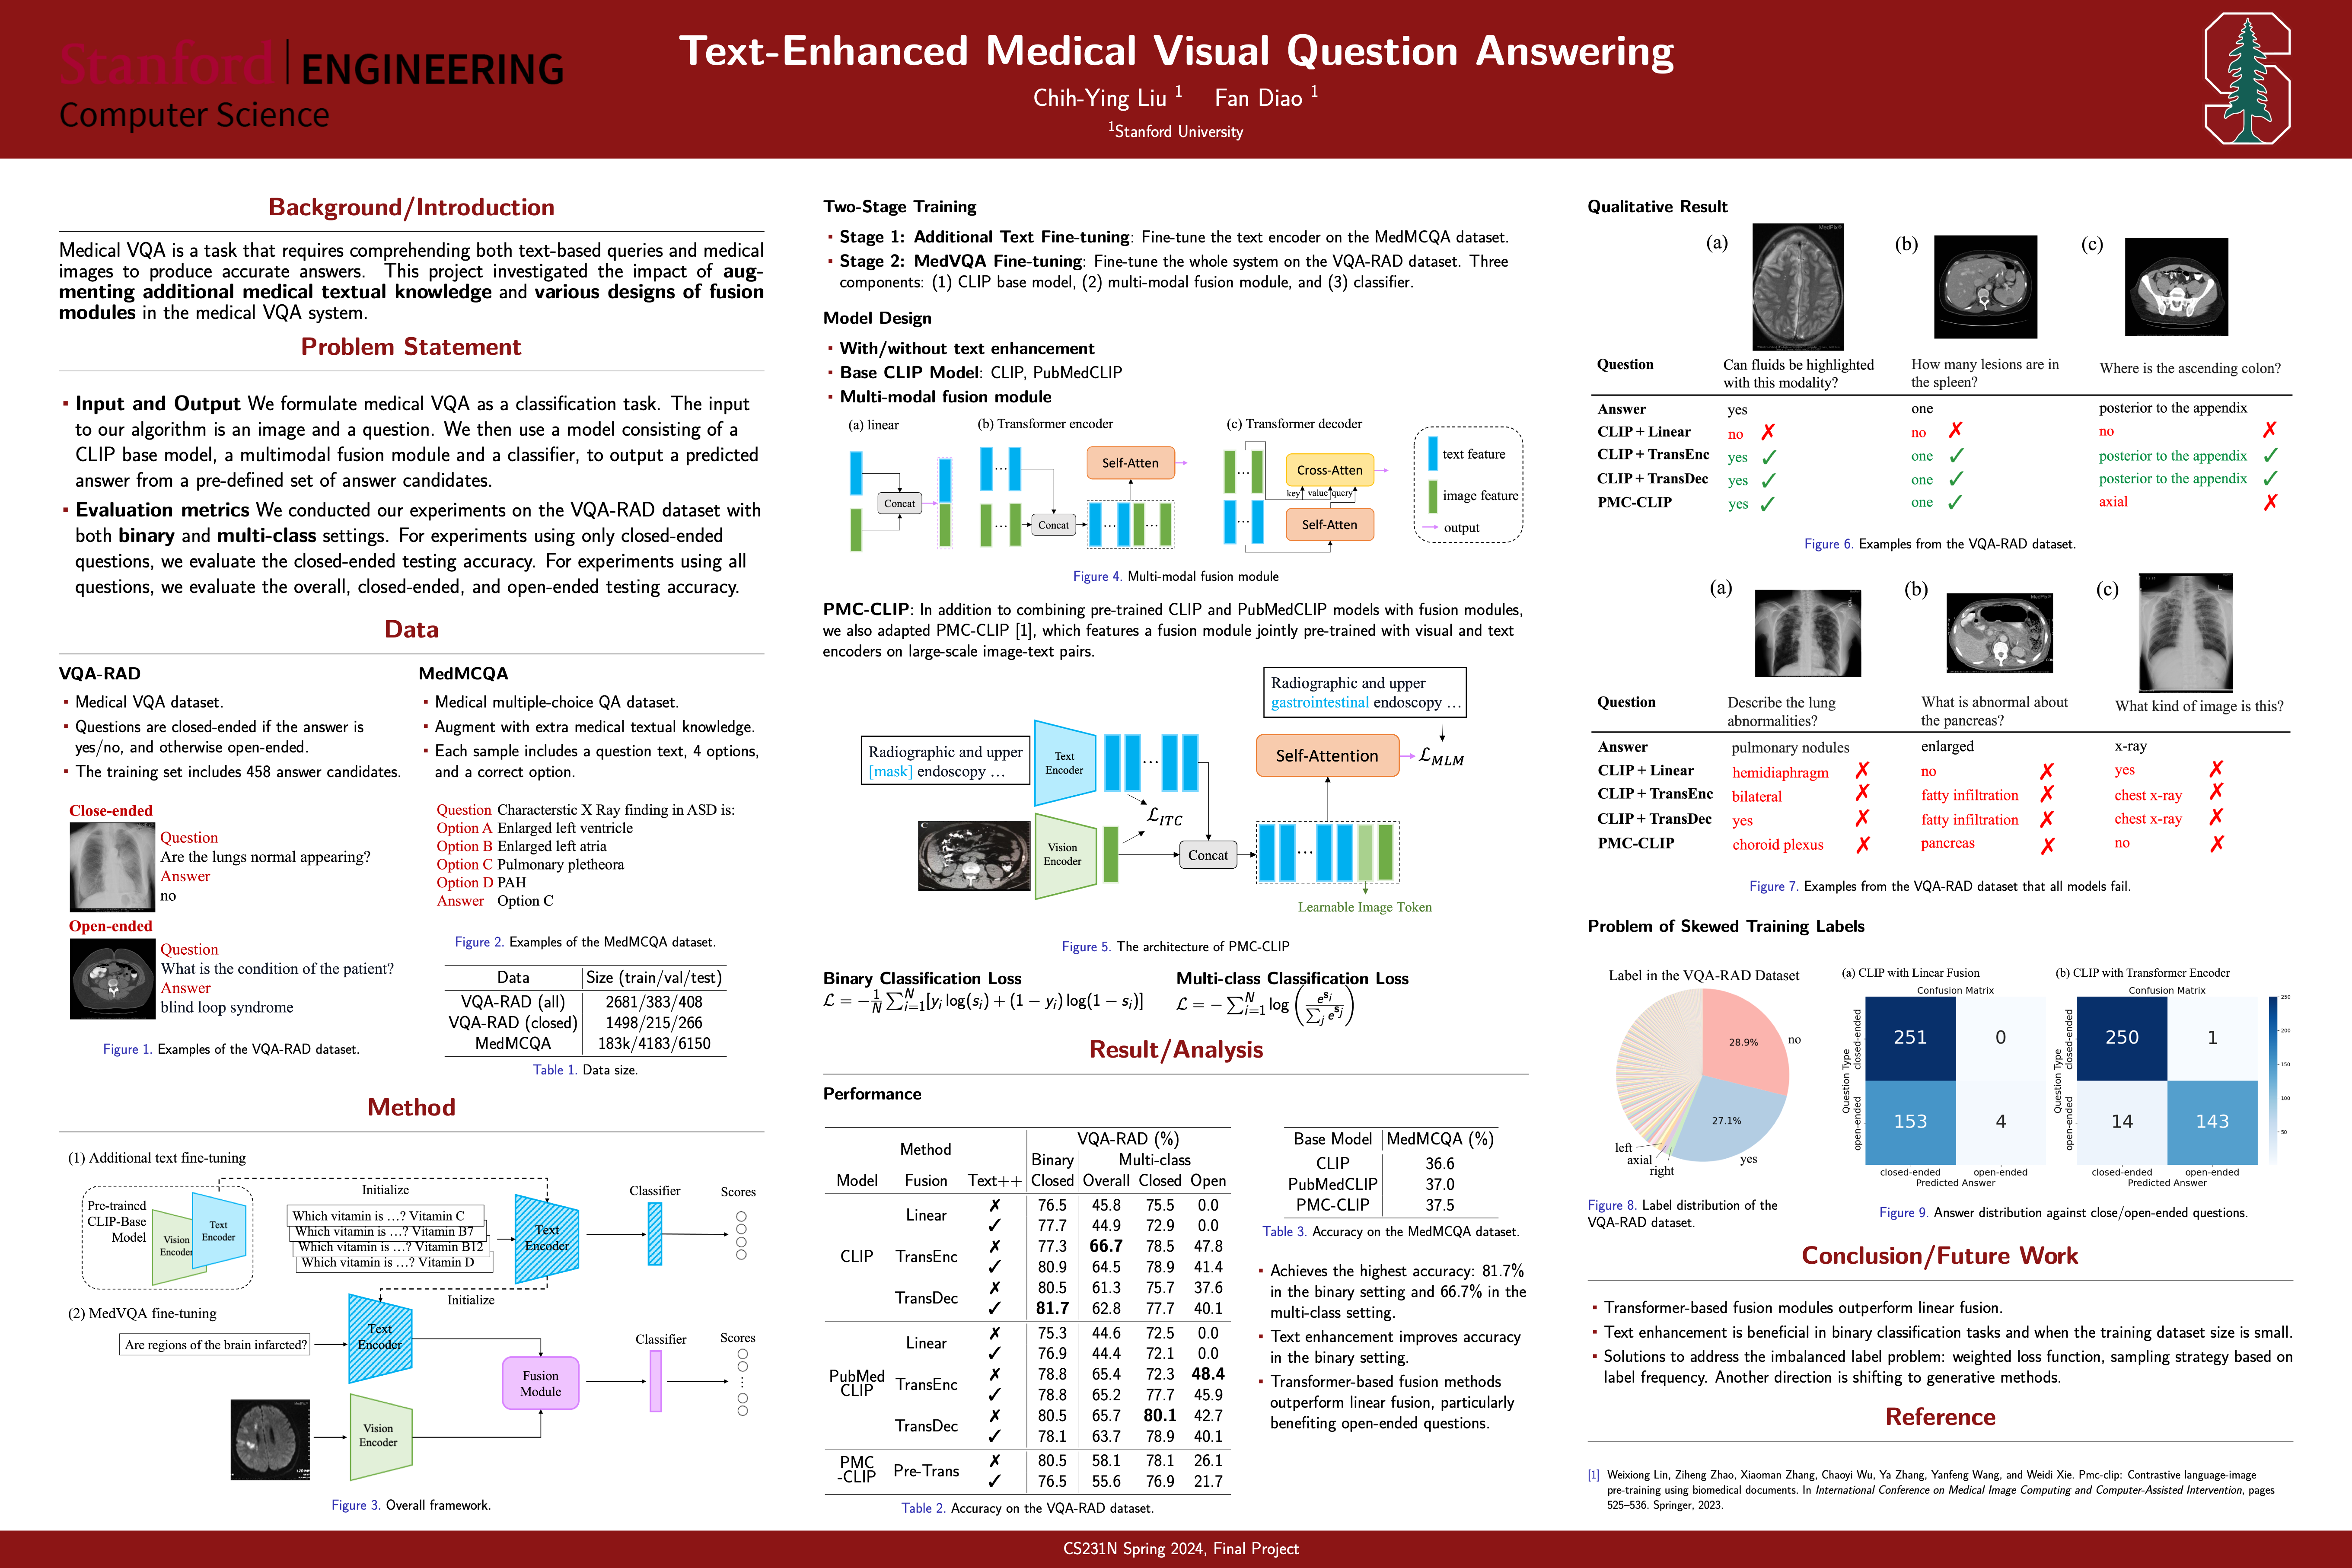 Stanford | ENGINEERING
Computer Science
Text-Enhanced Medical Visual Question Answering
Chih-Ying Liu 1 Fan Diao 1
1Stanford University
Background/Introduction
Medical VQA is a task that requires comprehending both text-based queries and medical
images to produce accurate answers. This project investigated the impact of aug-
menting additional medical textual knowledge and various designs of fusion
modules in the medical VQA system.
Problem Statement
▪ Input and Output We formulate medical VQA as a classification task. The input
to our algorithm is an image and a question. We then use a model consisting of a
CLIP base model, a multimodal fusion module and a classifier, to output a predicted
answer from a pre-defined set of answer candidates.
▪ Evaluation metrics We conducted our experiments on the VQA-RAD dataset with
both binary and multi-class settings. For experiments using only closed-ended
questions, we evaluate the closed-ended testing accuracy. For experiments using all
questions, we evaluate the overall, closed-ended, and open-ended testing accuracy.
Data
VQA-RAD
▪ Medical VQA dataset.
▪ Questions are closed-ended if the answer is
yes/no, and otherwise open-ended.
▪ The training set includes 458 answer candidates.
Close-ended
Question
Are the lungs normal appearing?
Answer
no
Open-ended
Question
What is the condition of the patient?
Answer
blind loop syndrome
Figure 1. Examples of the VQA-RAD dataset.
MedMCQA
▪ Medical multiple-choice QA dataset.
▪ Augment with extra medical textual knowledge.
▪ Each sample includes a question text, 4 options,
and a correct option.
Question Characterstic X Ray finding in ASD is:
Option A Enlarged left ventricle
Option B Enlarged left atria
Option C Pulmonary pletheora
Option D PAH
Answer Option C
Figure 2. Examples of the MedMCQA dataset.
Data Size (train/val/test)
VQA-RAD (all) 2681/383/408
VQA-RAD (closed) 1498/215/266
MedMCQA 183k/4183/6150
Table 1. Data size.
Method
(1) Additional text fine-tuning
Pre-trained
CLIP-Base
Model
Vision
Encoder
Text
Encoder
Initialize
Which vitamin is …? Vitamin C
Which vitamin is …? Vitamin B7
Which vitamin is …? Vitamin B12
Which vitamin is …? Vitamin D
Text
Encoder
Classifier
Scores
Initialize
(2) MedVQA fine-tuning
Are regions of the brain infarcted?
Text
Encoder
Vision
Encoder
Fusion
Module
Classifier
Scores
Figure 3. Overall framework.
Two-Stage Training
▪ Stage 1: Additional Text Fine-tuning: Fine-tune the text encoder on the MedMCQA dataset.
▪ Stage 2: MedVQA Fine-tuning: Fine-tune the whole system on the VQA-RAD dataset. Three
components: (1) CLIP base model, (2) multi-modal fusion module, and (3) classifier.
Model Design
▪ With/without text enhancement
▪ Base CLIP Model: CLIP, PubMedCLIP
▪ Multi-modal fusion module
(a) linear
Concat
(b) Transformer encoder
Self-Atten
Concat
(c) Transformer decoder
Cross-Atten
key value query
Self-Atten
text feature
image feature
output
Figure 4. Multi-modal fusion module
PMC-CLIP: In addition to combining pre-trained CLIP and PubMedCLIP models with fusion modules,
we also adapted PMC-CLIP [1], which features a fusion module jointly pre-trained with visual and text
encoders on large-scale image-text pairs.
Radiographic and upper
gastrointestinal endoscopy …
Radiographic and upper
[mask] endoscopy …
Text
Encoder
Self-Attention
ℒMLM
ℒITC
Vision
Encoder
Concat
Learnable Image Token
Figure 5. The architecture of PMC-CLIP
Binary Classification Loss
ℒ = −1/N ∑_{i=1}^{N}[y_i log(s_i) + (1 − y_i) log(1 − s_i)]
Multi-class Classification Loss
ℒ = − ∑_{i=1}^{N} log (e^{s_i} / ∑_j e^{s_j})
Result/Analysis
Performance
Method VQA-RAD (%)
Binary Multi-class
Model Fusion Text++ Closed Overall Closed Open
CLIP Linear ✗ 76.5 45.8 75.5 0.0
✓ 77.7 44.9 72.9 0.0
TransEnc ✗ 77.3 66.7 78.5 47.8
✓ 80.9 64.5 78.9 41.4
TransDec ✗ 80.5 61.3 75.7 37.6
✓ 81.7 62.8 77.7 40.1
PubMed CLIP Linear ✗ 75.3 44.6 72.5 0.0
✓ 76.9 44.4 72.1 0.0
TransEnc ✗ 78.8 65.4 72.3 48.4
✓ 78.8 65.2 77.7 45.9
TransDec ✗ 80.5 65.7 80.1 42.7
✓ 78.1 63.7 78.9 40.1
PMC -CLIP Pre-Trans ✗ 80.5 58.1 78.1 26.1
✓ 76.5 55.6 76.9 21.7
Table 2. Accuracy on the VQA-RAD dataset.
Base Model MedMCQA (%)
CLIP 36.6
PubMedCLIP 37.0
PMC-CLIP 37.5
Table 3. Accuracy on the MedMCQA dataset.
▪ Achieves the highest accuracy: 81.7%
in the binary setting and 66.7% in the
multi-class setting.
▪ Text enhancement improves accuracy
in the binary setting.
▪ Transformer-based fusion methods
outperform linear fusion, particularly
benefiting open-ended questions.
Qualitative Result
(a) (b) (c)
Question
Can fluids be highlighted
with this modality?
How many lesions are in
the spleen?
Where is the ascending colon?
Answer yes one posterior to the appendix
CLIP + Linear no ✗ no ✗ no ✗
CLIP + TransEnc yes ✓ one ✓ posterior to the appendix ✓
CLIP + TransDec yes ✓ one ✓ posterior to the appendix ✓
PMC-CLIP yes ✓ one ✓ axial ✗
Figure 6. Examples from the VQA-RAD dataset.
(a) (b) (c)
Question
Describe the lung
abnormalities?
What is abnormal about
the pancreas?
What kind of image is this?
Answer pulmonary nodules enlarged x-ray
CLIP + Linear hemidiaphragm ✗ no ✗ yes ✗
CLIP + TransEnc bilateral ✗ fatty infiltration ✗ chest x-ray ✗
CLIP + TransDec yes ✗ fatty infiltration ✗ chest x-ray ✗
PMC-CLIP choroid plexus ✗ pancreas ✗ no ✗
Figure 7. Examples from the VQA-RAD dataset that all models fail.
Problem of Skewed Training Labels
Label in the VQA-RAD Dataset
28.9%
no
27.1%
yes
left
axial
right
Figure 8. Label distribution of the
VQA-RAD dataset.
(a) CLIP with Linear Fusion
Confusion Matrix
Question Type
closed-ended 251 0
open-ended 153 4
closed-ended open-ended
Predicted Answer
(b) CLIP with Transformer Encoder
Confusion Matrix
Question Type
closed-ended 250 1
open-ended 14 143
closed-ended open-ended
Predicted Answer
250
200
150
100
50
Figure 9. Answer distribution against close/open-ended questions.
Conclusion/Future Work
▪ Transformer-based fusion modules outperform linear fusion.
▪ Text enhancement is beneficial in binary classification tasks and when the training dataset size is small.
▪ Solutions to address the imbalanced label problem: weighted loss function, sampling strategy based on
label frequency. Another direction is shifting to generative methods.
Reference
[1] Weixiong Lin, Ziheng Zhao, Xiaoman Zhang, Chaoyi Wu, Ya Zhang, Yanfeng Wang, and Weidi Xie. Pmc-clip: Contrastive language-image
pre-training using biomedical documents. In International Conference on Medical Image Computing and Computer-Assisted Intervention, pages
525–536. Springer, 2023.
CS231N Spring 2024, Final Project